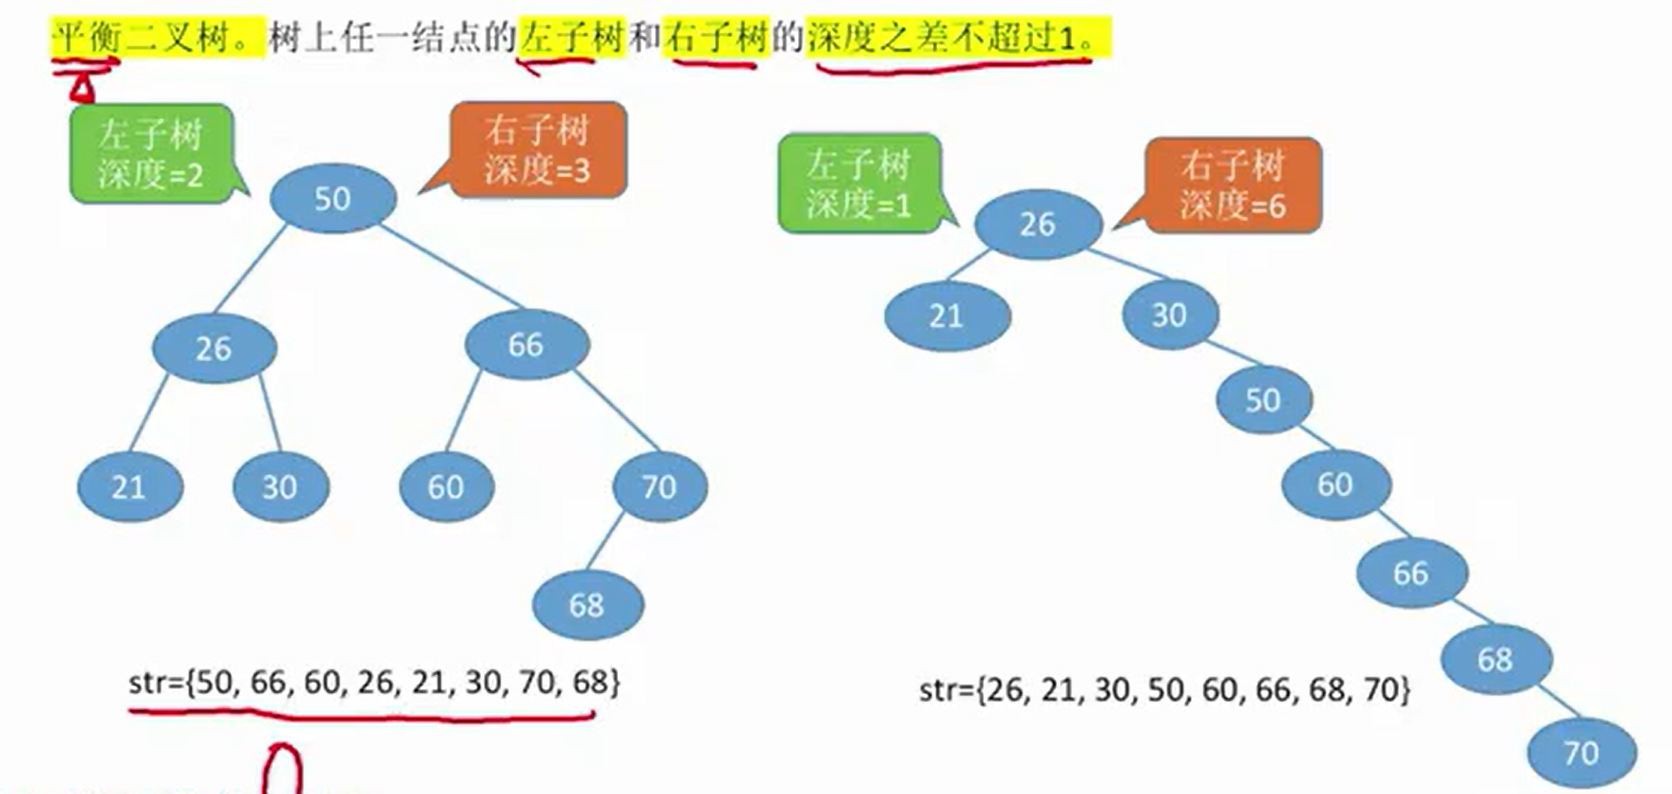 平衡二叉树。树上任一结点的左子树和右子树的深度之差不超过1。
左子树
深度=2
右子树
深度=3
50
26
66
21
30
60
70
68
str={50, 66, 60, 26, 21, 30, 70, 68}
左子树
深度=1
右子树
深度=6
26
21
30
50
60
66
68
70
str={26, 21, 30, 50, 60, 66, 68, 70}